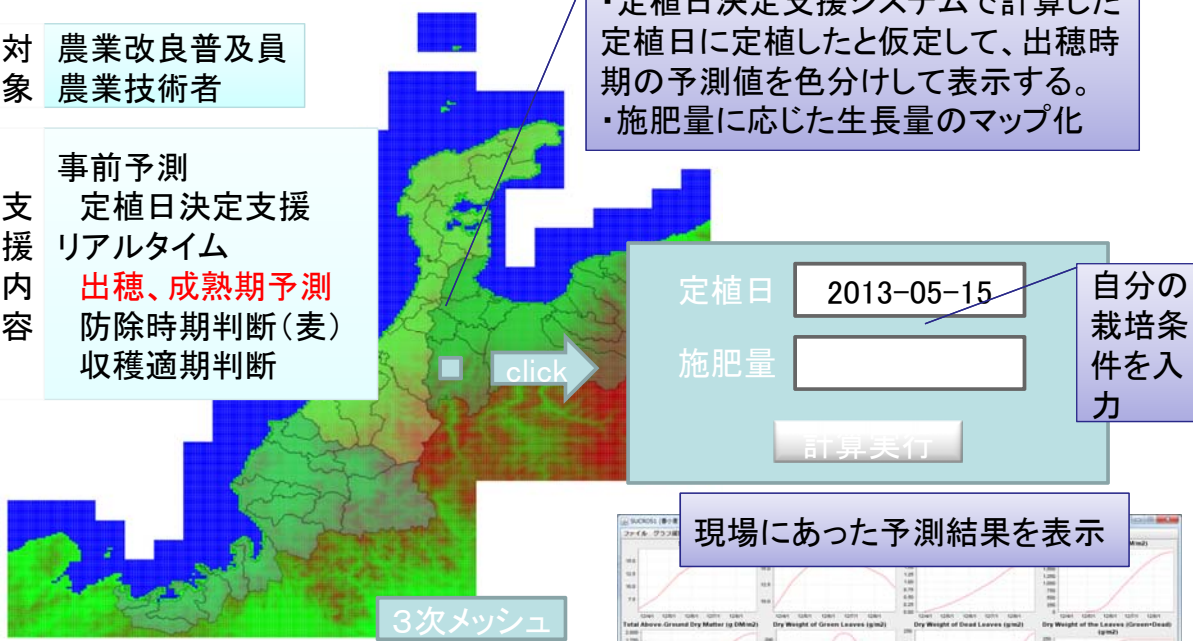 ・定植日決定支援システムで計算した
定植日に定植したと仮定して、出穂時
期の予測値を色分けして表示する。
・施肥量に応じた生長量のマップ化
対象
農業改良普及員
農業技術者
支援内容
事前予測
定植日決定支援
リアルタイム
出穂、成熟期予測
防除時期判断(麦)
収穫適期判断
click
定植日
2013-05-15
施肥量
計算実行
自分の
栽培条
件を入
力
現場にあった予測結果を表示
3次メッシュ
Total Above-Ground Dry Matter (g DM/m2)
Dry Weight of Green Leaves (g/m2)
Dry Weight of Dead Leaves (g/m2)
Dry Weight of the Leaves (Green+Dead)
(g/m2)